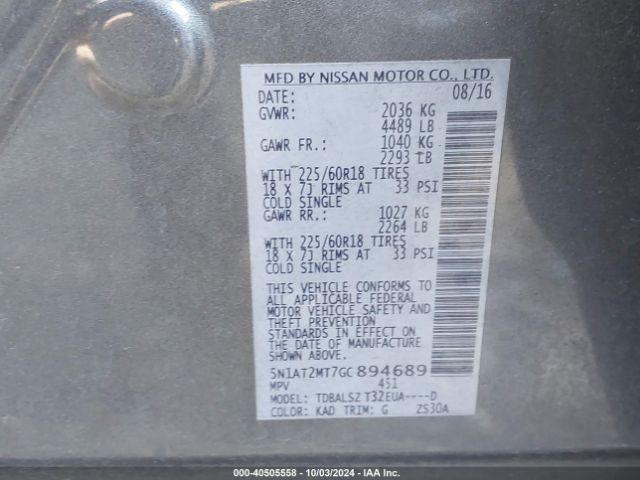 MFD BY NISSAN MOTOR CO., LTD.
DATE: 08/16
GVWR: 2036 KG
4489 LB
GAWR FR.: 1040 KG
2293 LB
WITH 225/60R18 TIRES
18 X 7J RIMS AT 33 PSI
COLD SINGLE
GAWR RR.: 1027 KG
2264 LB
WITH 225/60R18 TIRES
18 X 7J RIMS AT 33 PSI
COLD SINGLE
THIS VEHICLE CONFORMS TO
ALL APPLICABLE FEDERAL
MOTOR VEHICLE SAFETY AND
THEFT PREVENTION
STANDARDS IN EFFECT ON THE
DATE OF MANUFACTURE
SHOWN ABOVE.
5N1AT2MT7GC894689
MPV 451
MODEL: TDBALSZ T32EUA----D
COLOR: KAD TRIM: G ZS30A
000-40505558 - 10/03/2024 - IAA Inc.